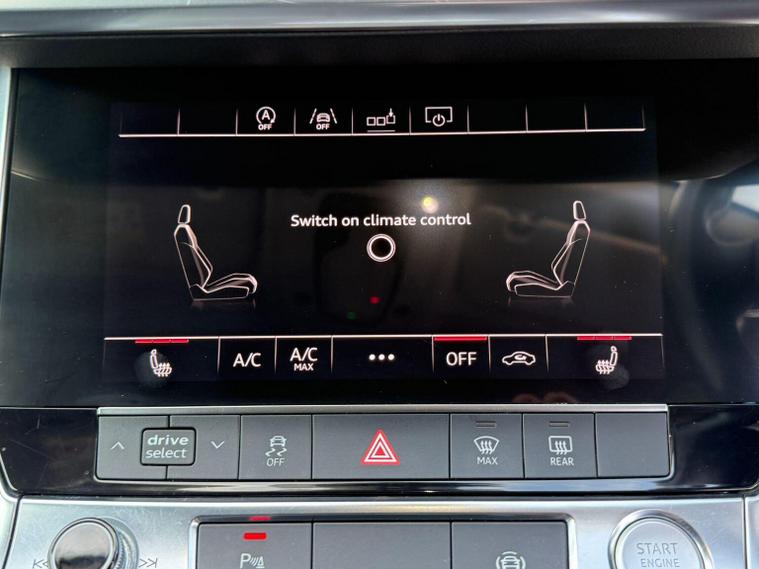 A
OFF
OFF
Switch on climate control
A/C
A/C
MAX
OFF
drive
select
OFF
MAX
REAR
P
START
ENGINE